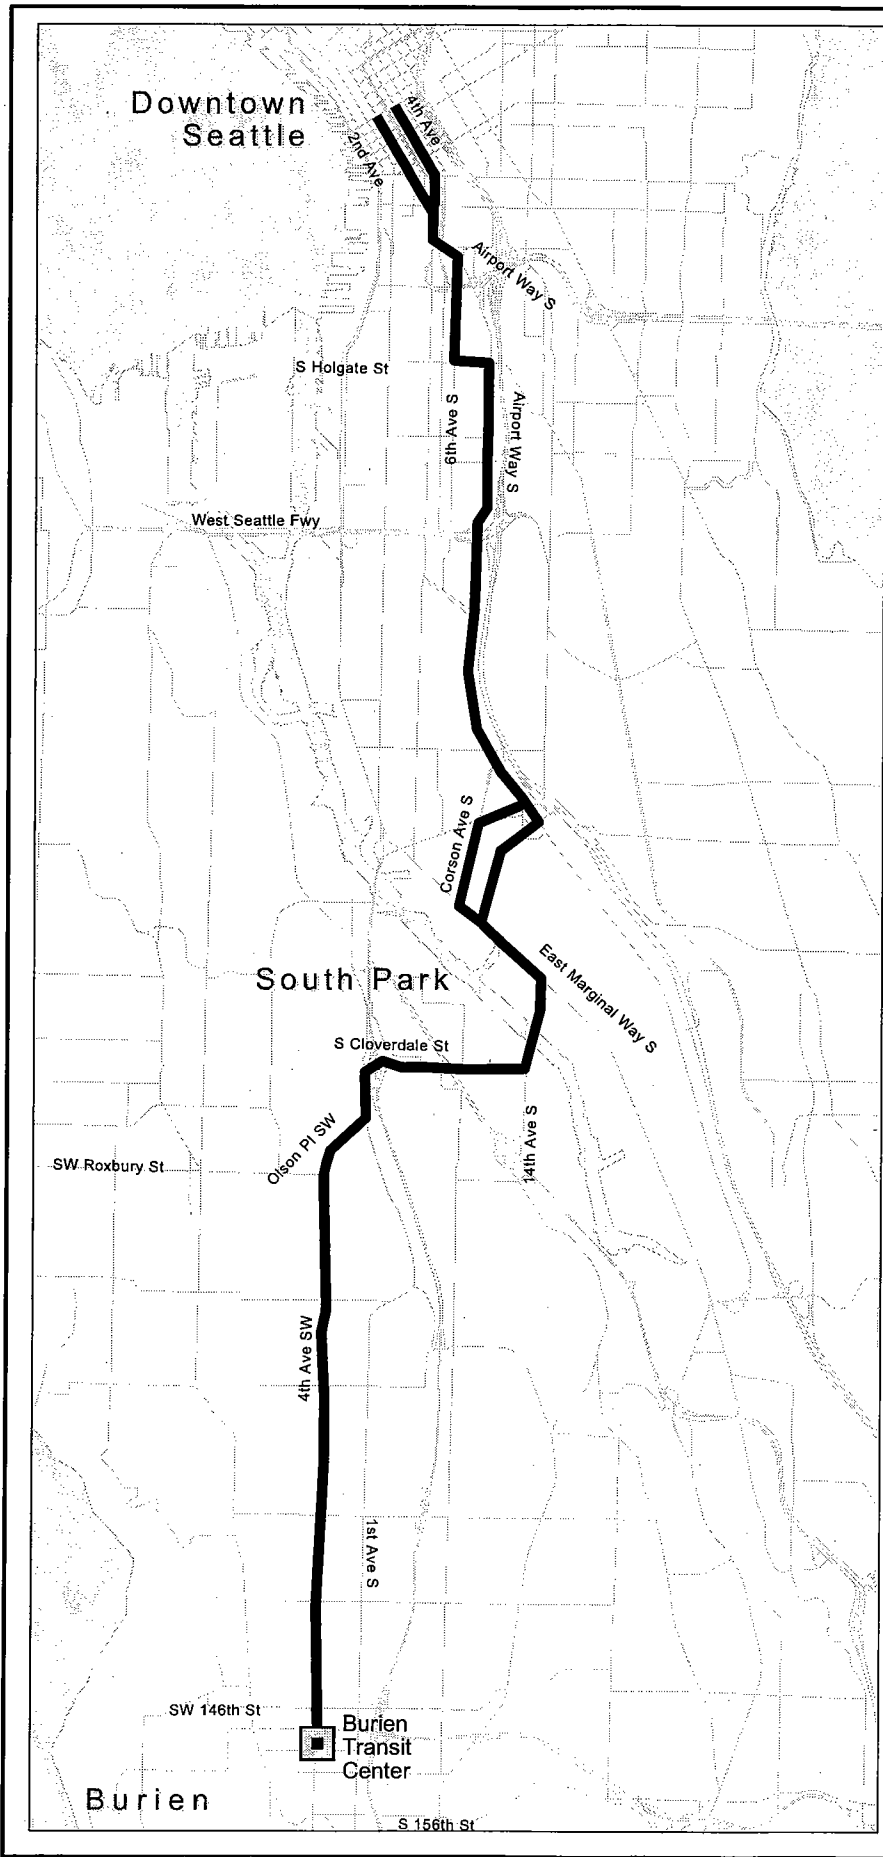 Downtown
Seattle
4th Ave
2nd Ave
Airport Way S
S Holgate St
6th Ave S
Airport Way S
West Seattle Fwy
Corson Ave S
East Marginal Way S
South Park
S Cloverdale St
Olson Pl SW
14th Ave S
SW Roxbury St
4th Ave SW
1st Ave S
SW 146th St
Burien
Transit
Center
Burien
S 156th St